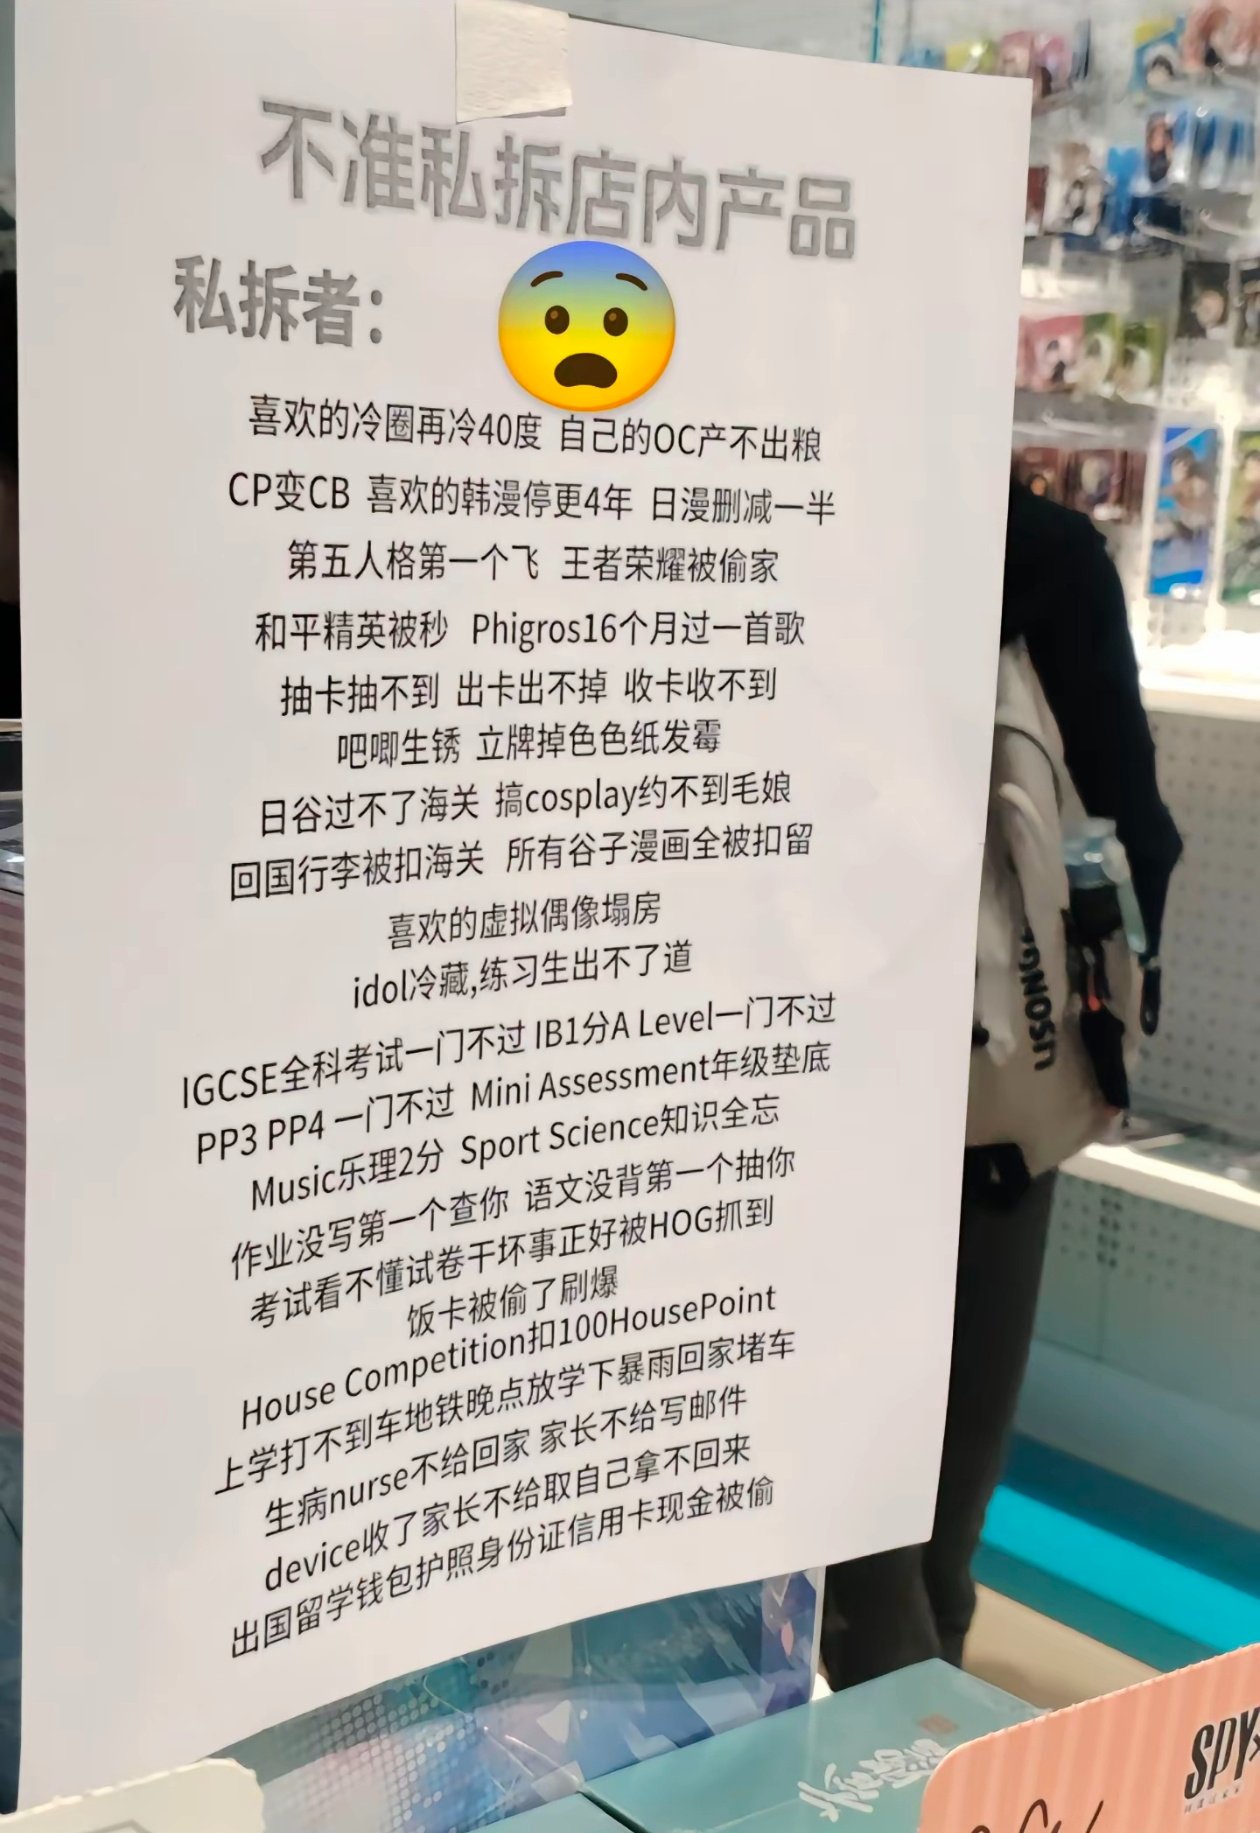 不准私拆店内产品
私拆者：
喜欢的冷圈再冷40度 自己的OC产不出粮
CP变CB 喜欢的韩漫停更4年 日漫删减一半
第五人格第一个飞 王者荣耀被偷家
和平精英被秒 Phigros16个月过一首歌
抽卡抽不到 出卡出不掉 收卡收不到
吧唧生锈 立牌掉色色纸发霉
日谷过不了海关 搞cosplay约不到毛娘
回国行李被扣海关 所有谷子漫画全被扣留
喜欢的虚拟偶像塌房
idol冷藏,练习生出不了道
IGCSE全科考试一门不过 IB1分A Level一门不过
PP3 PP4 一门不过 Mini Assessment年级垫底
Music乐理2分 Sport Science知识全忘
作业没写第一个查你 语文没背第一个抽你
考试看不懂试卷干坏事正好被HOG抓到
饭卡被偷了刷爆
House Competition扣100HousePoint
上学打不到车地铁晚点放学下暴雨回家堵车
生病nurse不给回家 家长不给写邮件
device收了家长不给取自己拿不回来
出国留学钱包护照身份证信用卡现金被偷
SPY